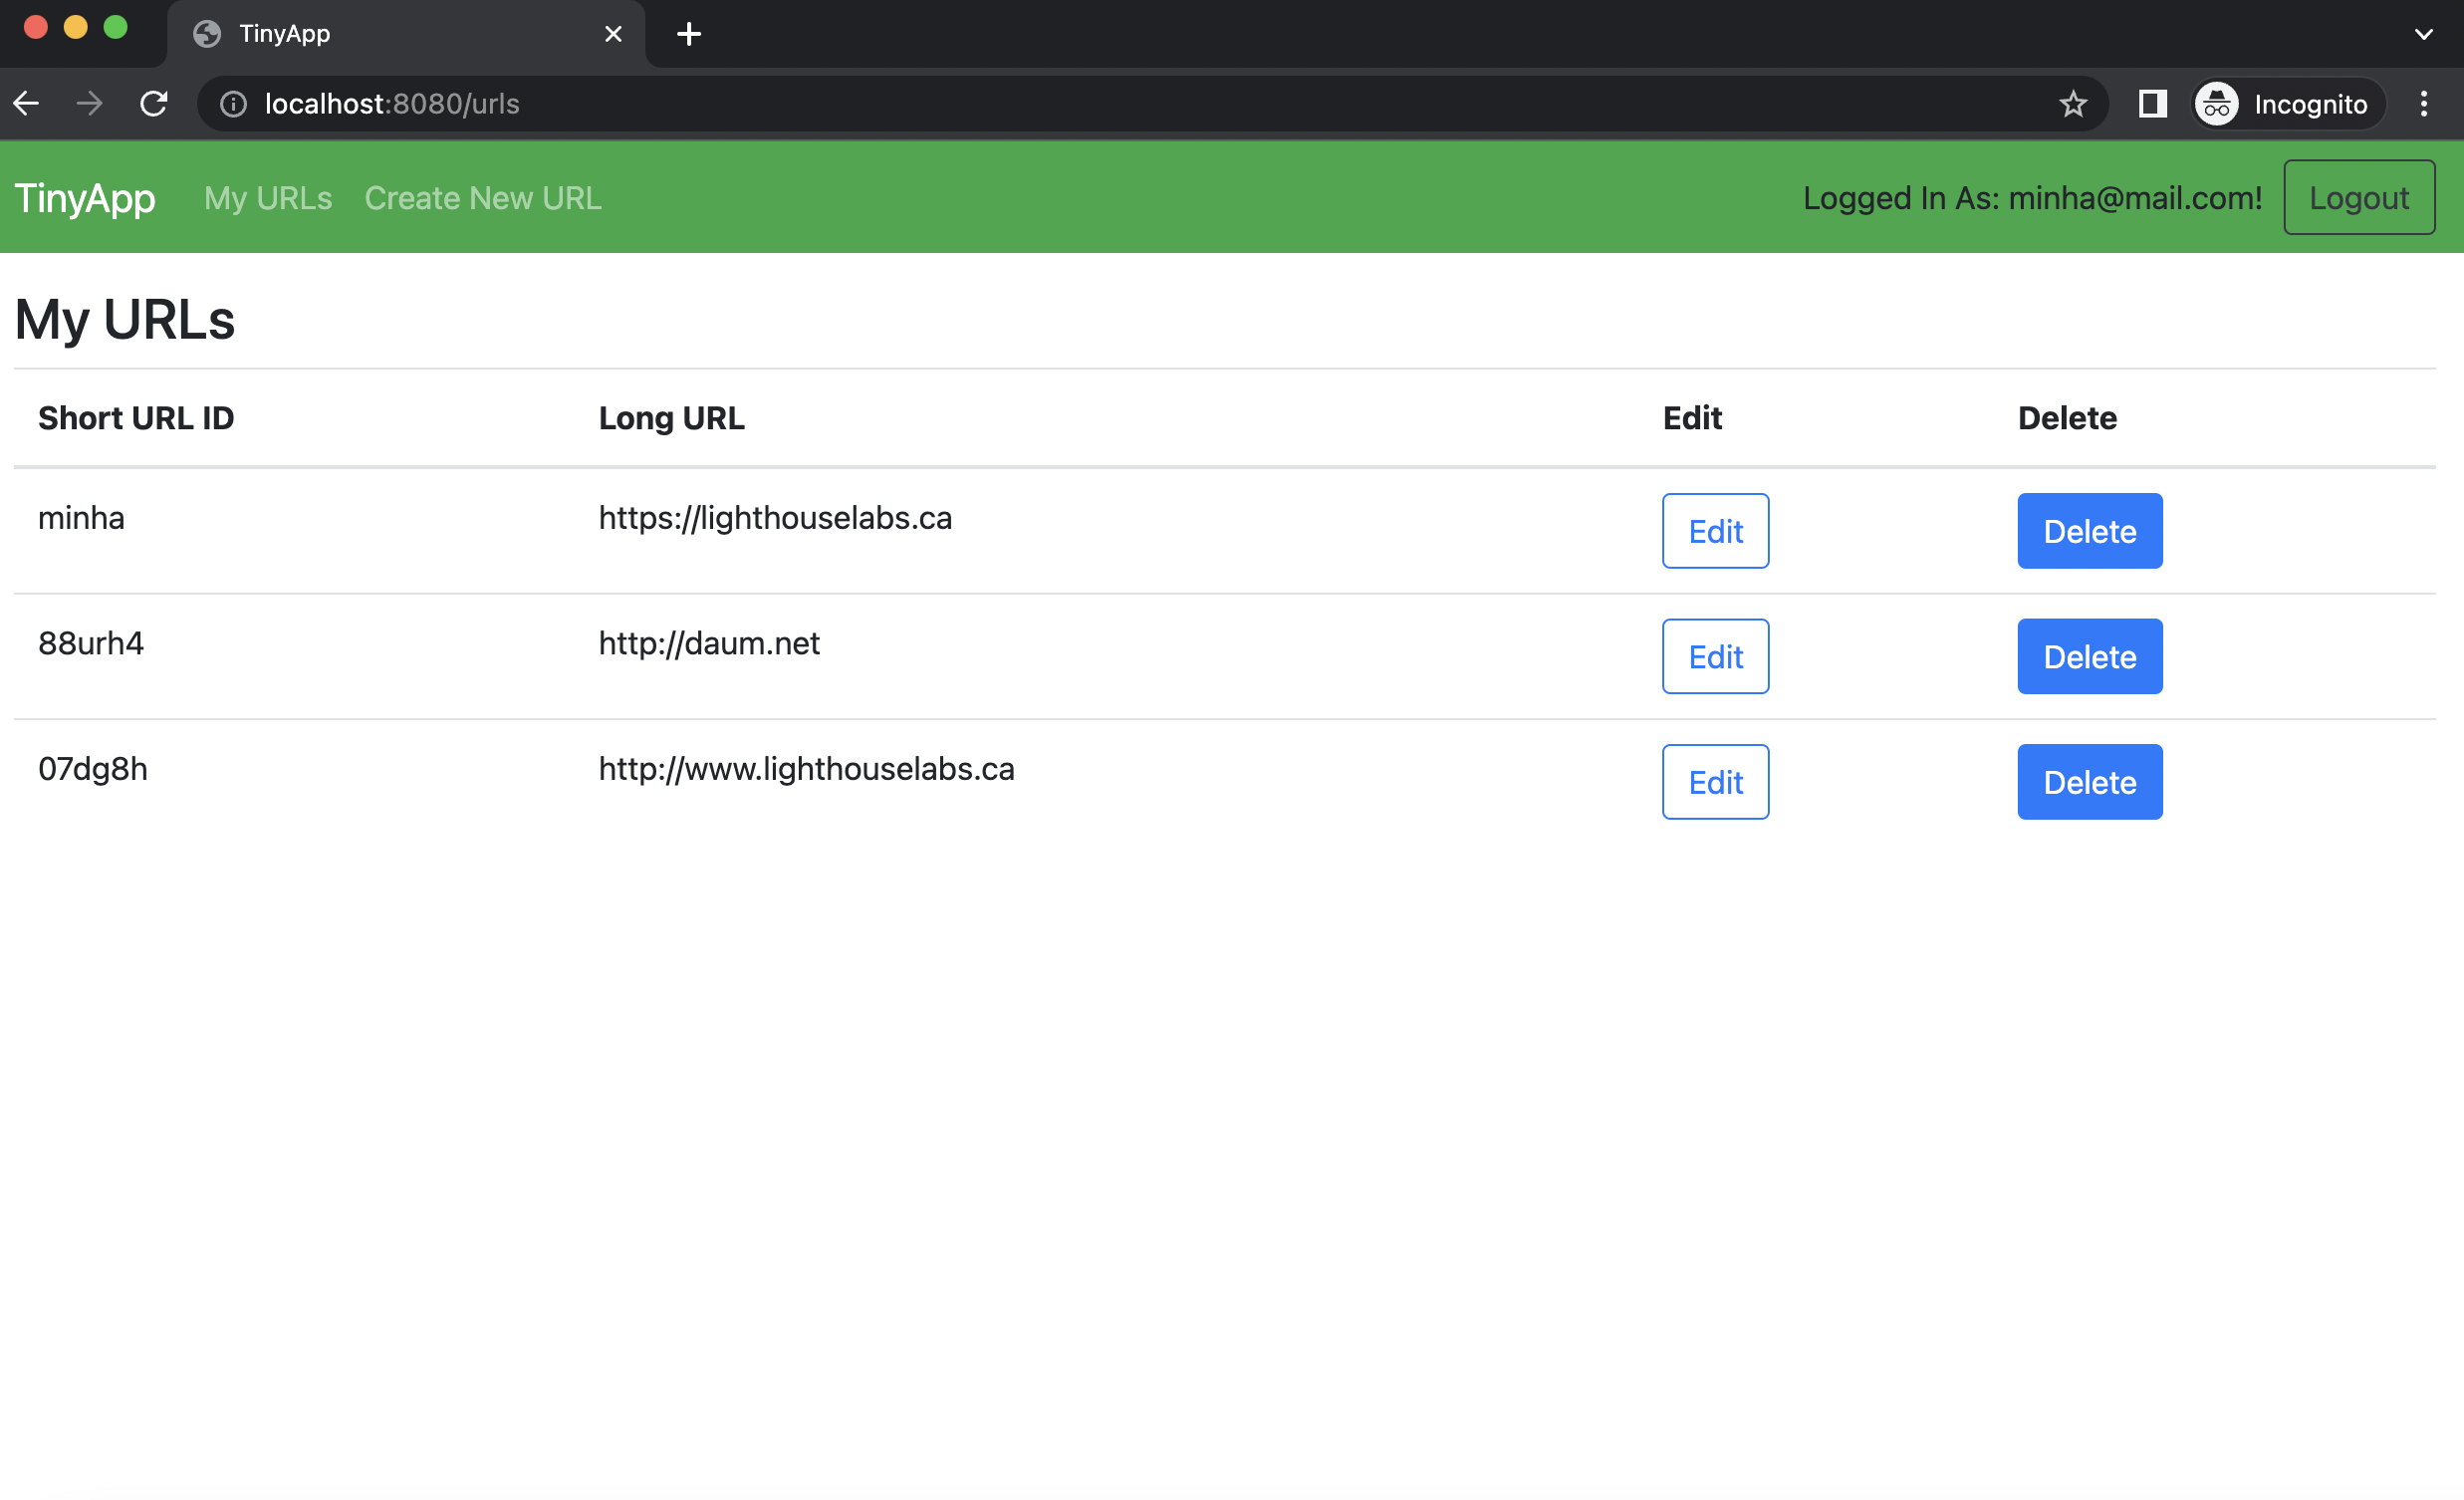 TinyApp
localhost:8080/urls
Incognito
TinyApp My URLs Create New URL Logged In As: minha@mail.com! Logout
My URLs
Short URL ID Long URL Edit Delete
minha https://lighthouselabs.ca Edit Delete
88urh4 http://daum.net Edit Delete
07dg8h http://www.lighthouselabs.ca Edit Delete